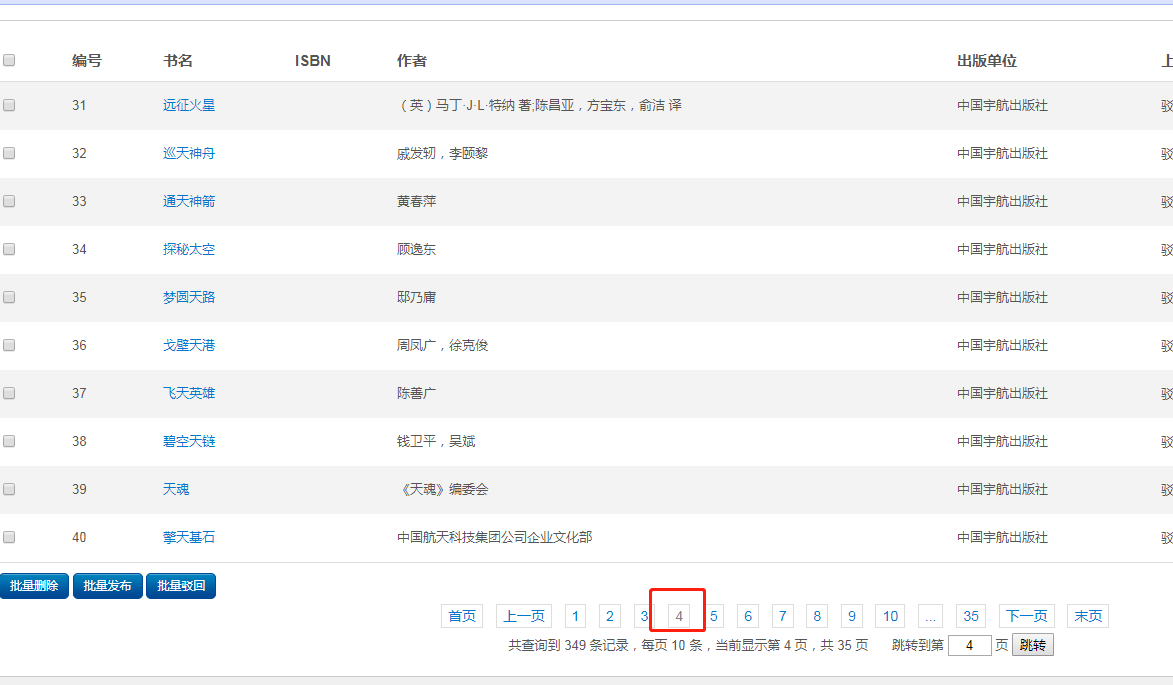 编号 书名 ISBN 作者 出版单位 上
31 远征火星 （英）马丁·J·L·特纳 著;陈昌亚，方宝东，俞洁 译 中国宇航出版社 驳
32 巡天神舟 戚发轫，李颐黎 中国宇航出版社 驳
33 通天神箭 黄春萍 中国宇航出版社 驳
34 探秘太空 顾逸东 中国宇航出版社 驳
35 梦圆天路 邸乃庸 中国宇航出版社 驳
36 戈壁天港 周凤广，徐克俊 中国宇航出版社 驳
37 飞天英雄 陈善广 中国宇航出版社 驳
38 碧空天链 钱卫平，吴斌 中国宇航出版社 驳
39 天魂 《天魂》编委会 中国宇航出版社 驳
40 擎天基石 中国航天科技集团公司企业文化部 中国宇航出版社 驳
批量删除 批量发布 批量驳回
首页 上一页 1 2 3 4 5 6 7 8 9 10 ... 35 下一页 末页
共查询到 349 条记录，每页 10 条，当前显示第 4 页，共 35 页 跳转到第 4 页 跳转